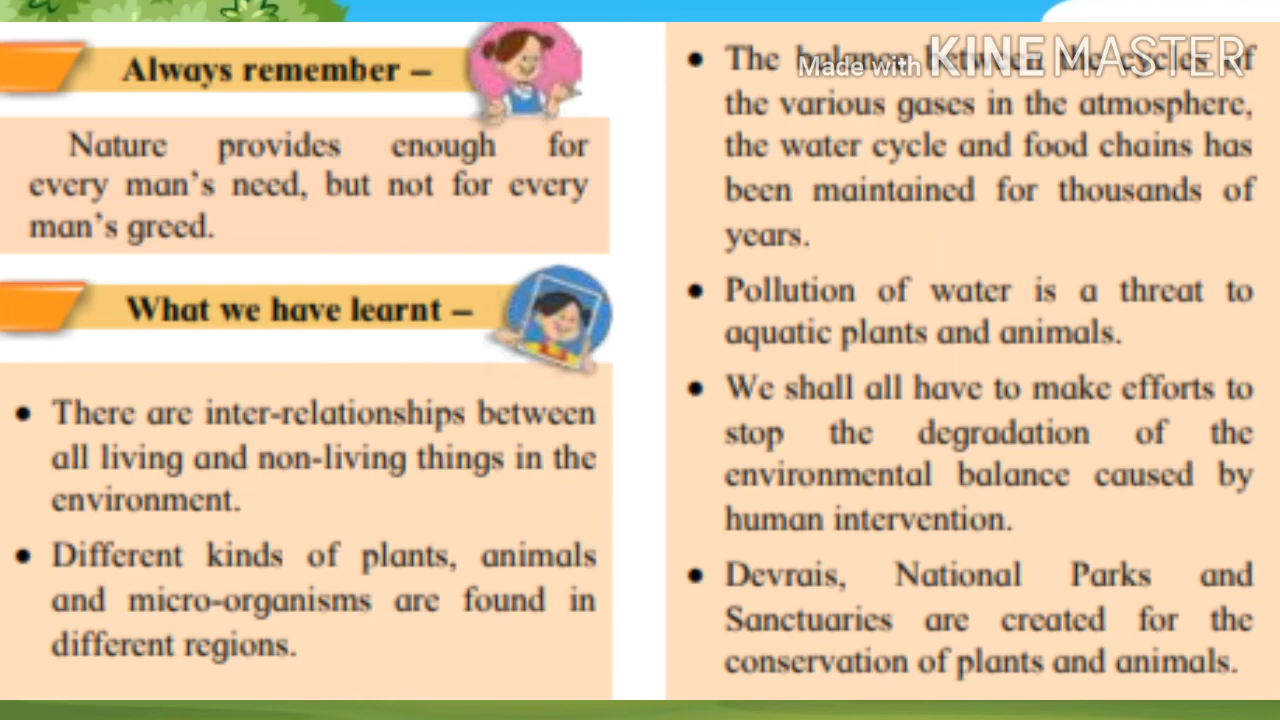 Always remember –
Nature provides enough for
every man's need, but not for every
man's greed.
What we have learnt –
• There are inter-relationships between
all living and non-living things in the
environment.
• Different kinds of plants, animals
and micro-organisms are found in
different regions.
• The balance between the cycles of
the various gases in the atmosphere,
the water cycle and food chains has
been maintained for thousands of
years.
• Pollution of water is a threat to
aquatic plants and animals.
• We shall all have to make efforts to
stop the degradation of the
environmental balance caused by
human intervention.
• Devrais, National Parks and
Sanctuaries are created for the
conservation of plants and animals.
Made with KINEMASTER